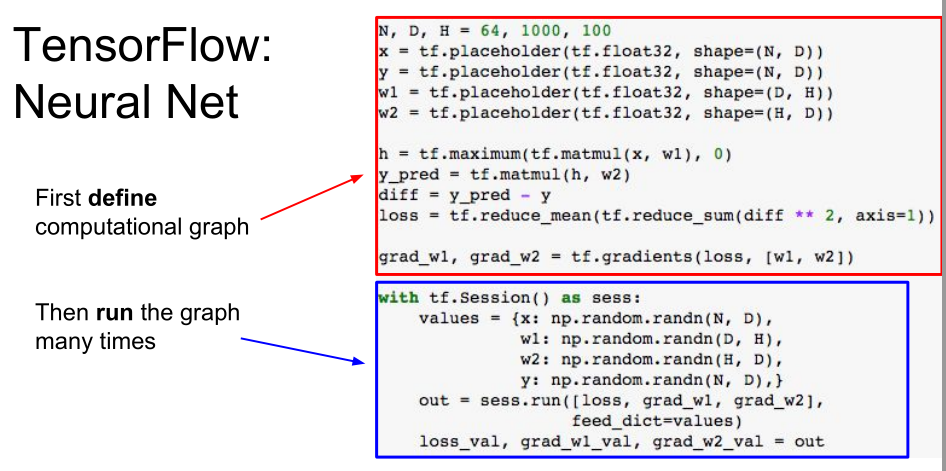 TensorFlow:
Neural Net
First define
computational graph
Then run the graph
many times
N, D, H = 64, 1000, 100
x = tf.placeholder(tf.float32, shape=(N, D))
y = tf.placeholder(tf.float32, shape=(N, D))
w1 = tf.placeholder(tf.float32, shape=(D, H))
w2 = tf.placeholder(tf.float32, shape=(H, D))
h = tf.maximum(tf.matmul(x, w1), 0)
y_pred = tf.matmul(h, w2)
diff = y_pred - y
loss = tf.reduce_mean(tf.reduce_sum(diff ** 2, axis=1))
grad_w1, grad_w2 = tf.gradients(loss, [w1, w2])
with tf.Session() as sess:
    values = {x: np.random.randn(N, D),
              w1: np.random.randn(D, H),
              w2: np.random.randn(H, D),
              y: np.random.randn(N, D),}
    out = sess.run([loss, grad_w1, grad_w2],
                   feed_dict=values)
    loss_val, grad_w1_val, grad_w2_val = out